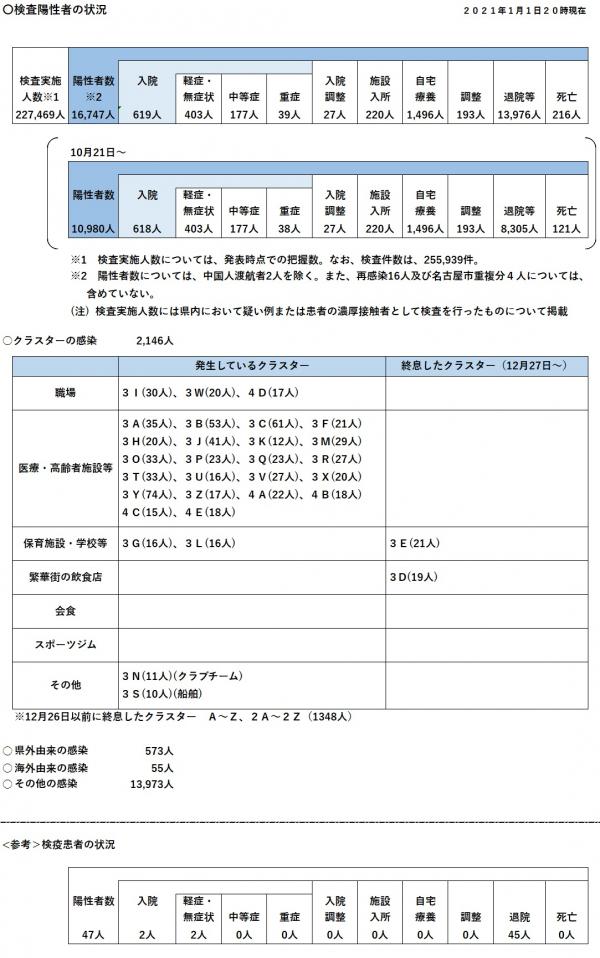 〇検査陽性者の状況
２０２１年１月１日２０時現在
検査実施人数※1 陽性者数※2 入院 軽症・無症状 中等症 重症 入院調整 施設入所 自宅療養 調整 退院等 死亡
227,469人 16,747人 619人 403人 177人 39人 27人 220人 1,496人 193人 13,976人 216人
10月21日～
陽性者数 入院 軽症・無症状 中等症 重症 入院調整 施設入所 自宅療養 調整 退院等 死亡
10,980人 618人 403人 177人 38人 27人 220人 1,496人 193人 8,305人 121人
※1　検査実施人数については、発表時点での把握数。なお、検査件数は、255,939件。
※2　陽性者数については、中国人渡航者2人を除く。また、再感染16人及び名古屋市重複分４人については、
含めていない。
(注)　検査実施人数には県内において疑い例または患者の濃厚接触者として検査を行ったものについて掲載
○クラスターの感染　2,146人
発生しているクラスター 終息したクラスター（12月27日～）
職場 ３Ｉ(30人)、３Ｗ(20人)、４Ｄ(17人)
医療・高齢者施設等
３Ａ(35人)、３Ｂ(53人)、３Ｃ(61人)、３Ｆ(21人)
３Ｈ(20人)、３Ｊ(41人)、３Ｋ(12人)、３Ｍ(29人)
３Ｏ(33人)、３Ｐ(23人)、３Ｑ(23人)、３Ｒ(27人)
３Ｔ(33人)、３Ｕ(16人)、３Ｖ(27人)、３Ｘ(20人)
３Ｙ(74人)、３Ｚ(17人)、４Ａ(22人)、４Ｂ(18人)
４Ｃ(15人)、４Ｅ(18人)
保育施設・学校等 ３Ｇ(16人)、３Ｌ(16人) ３Ｅ(21人)
繁華街の飲食店 ３Ｄ(19人)
会食
スポーツジム
その他
３Ｎ(11人)(クラブチーム)
３Ｓ(10人)(船舶)
※12月26日以前に終息したクラスター　Ａ～Ｚ、２Ａ～２Ｚ（1348人）
○県外由来の感染　573人
○海外由来の感染　55人
○その他の感染　13,973人
<参考＞検疫患者の状況
陽性者数 入院 軽症・無症状 中等症 重症 入院調整 施設入所 自宅療養 調整 退院 死亡
47人 2人 2人 0人 0人 0人 0人 0人 0人 45人 0人